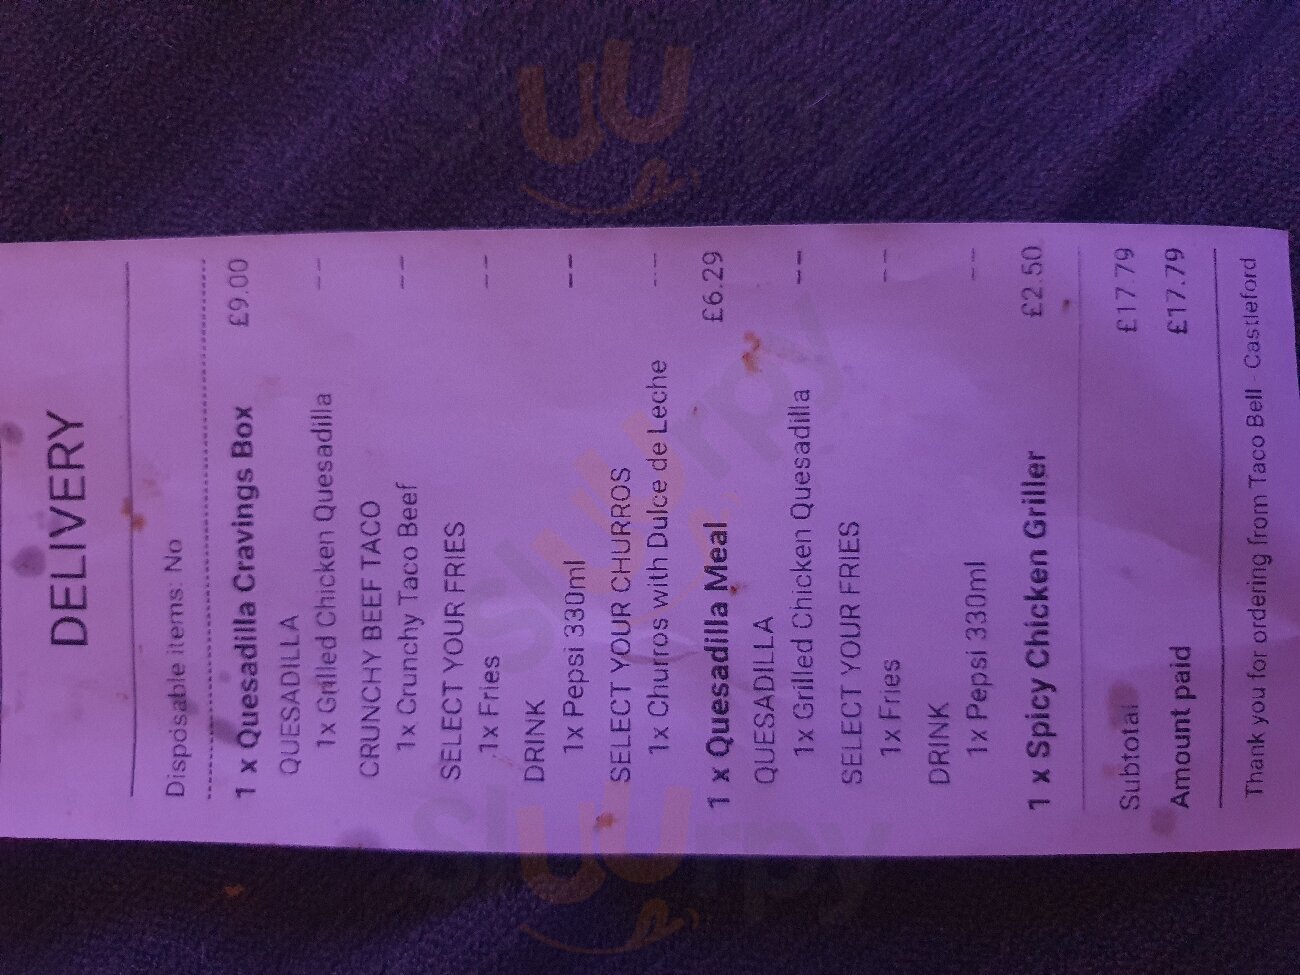 DELIVERY
Disposable items: No
1 x Quesadilla Cravings Box £9.00
QUESADILLA
1x Grilled Chicken Quesadilla --
CRUNCHY BEEF TACO
1x Crunchy Taco Beef --
SELECT YOUR FRIES
1x Fries --
DRINK
1x Pepsi 330ml --
SELECT YOUR CHURROS
1x Churros with Dulce de Leche --
1 x Quesadilla Meal £6.29
QUESADILLA
1x Grilled Chicken Quesadilla --
SELECT YOUR FRIES
1x Fries --
DRINK
1x Pepsi 330ml --
1 x Spicy Chicken Griller £2.50
Subtotal £17.79
Amount paid £17.79
Thank you for ordering from Taco Bell - Castleford
slurpy
slurpy